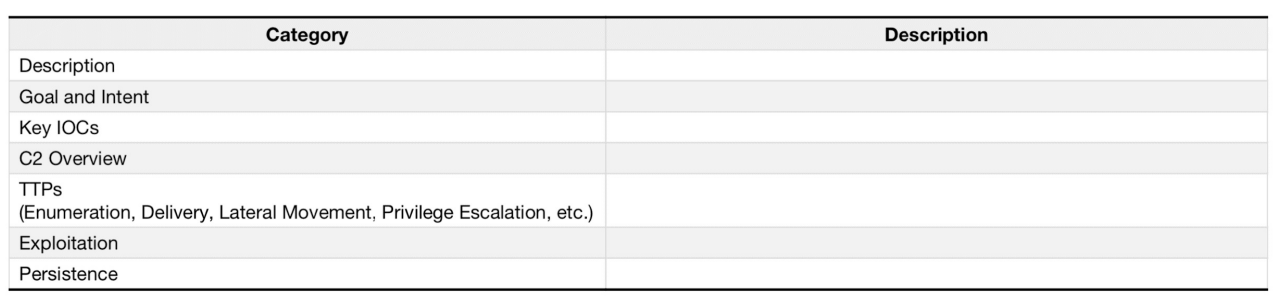 Category Description
Description
Goal and Intent
Key IOCs
C2 Overview
TTPs
(Enumeration, Delivery, Lateral Movement, Privilege Escalation, etc.)
Exploitation
Persistence